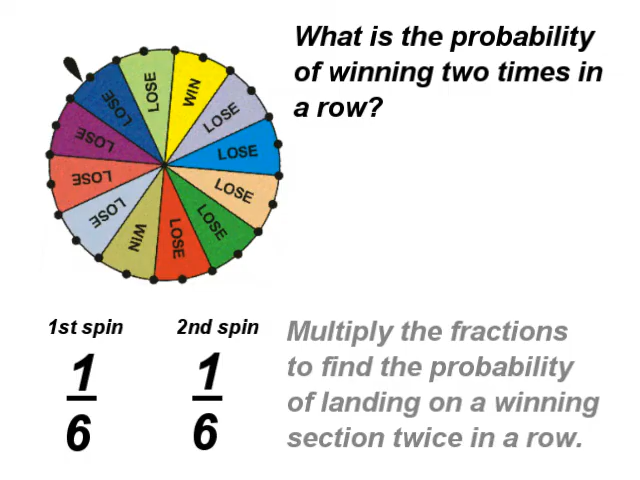 What is the probability
of winning two times in
a row?
LOSE
WIN
LOSE
LOSE
LOSE
LOSE
LOSE
WIN
LOSE
LOSE
LOSE
LOSE
1st spin 2nd spin
1 1
6 6
Multiply the fractions
to find the probability
of landing on a winning
section twice in a row.